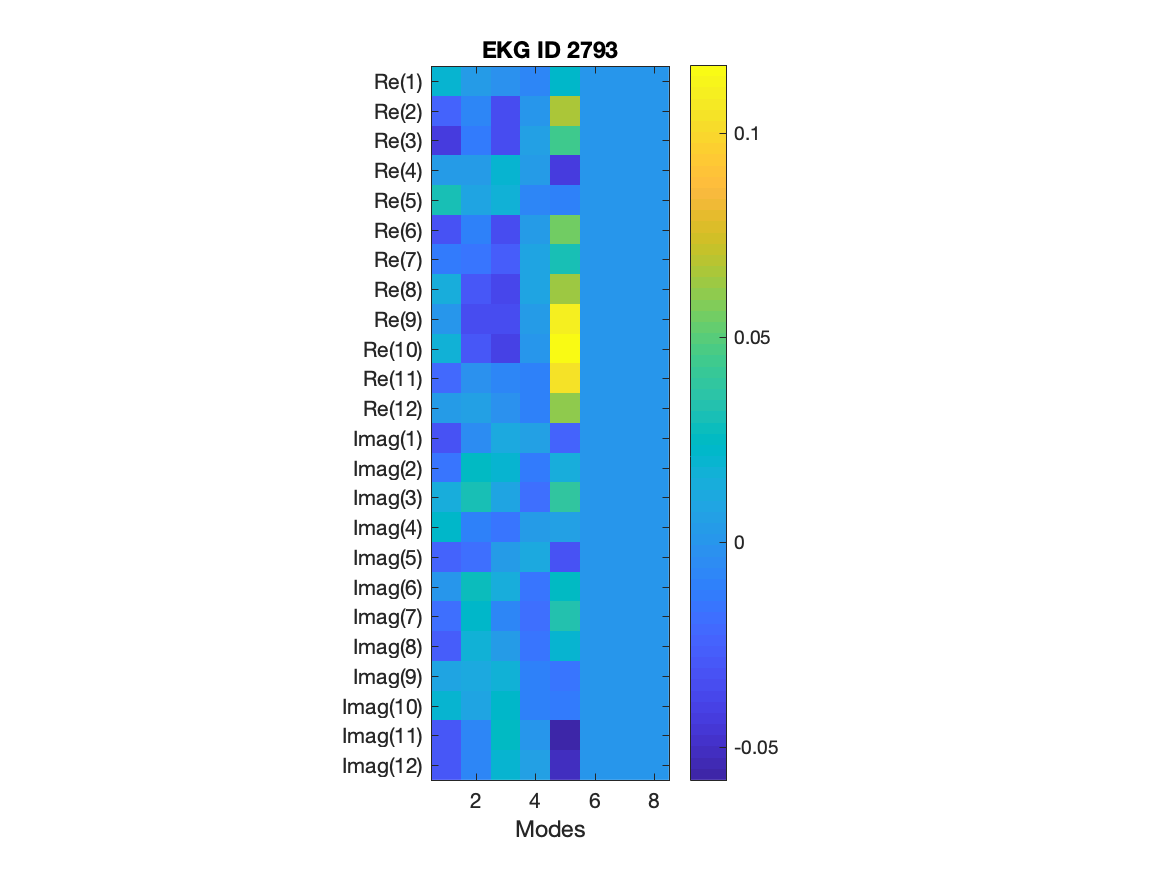 EKG ID 2793
Re(1)
Re(2)
Re(3)
Re(4)
Re(5)
Re(6)
Re(7)
Re(8)
Re(9)
Re(10)
Re(11)
Re(12)
Imag(1)
Imag(2)
Imag(3)
Imag(4)
Imag(5)
Imag(6)
Imag(7)
Imag(8)
Imag(9)
Imag(10)
Imag(11)
Imag(12)
2 4 6 8
Modes
0.1
0.05
0
-0.05